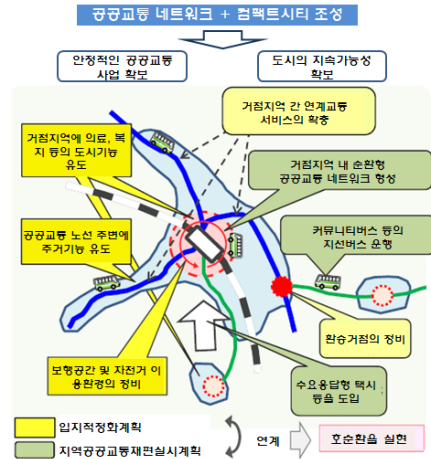 공공교통 네트워크 + 컴팩트시티 조성
안정적인 공공교통
사업 확보
도시의 지속가능성
확보
거점지역 간 연계교통
서비스의 확충
거점지역에 의료, 복
지 등의 도시기능
유도
거점지역 내 순환형
공공교통 네트워크 형성
공공교통 노선 주변에
주거기능 유도
커뮤니티버스 등의
지선버스 운행
환승거점의 정비
보행공간 및 자전거 이
용환경의 정비
수요응답형 택시
등을 도입
입지적정화계획
지역공공교통재편실시계획
연계
호순환을 실현